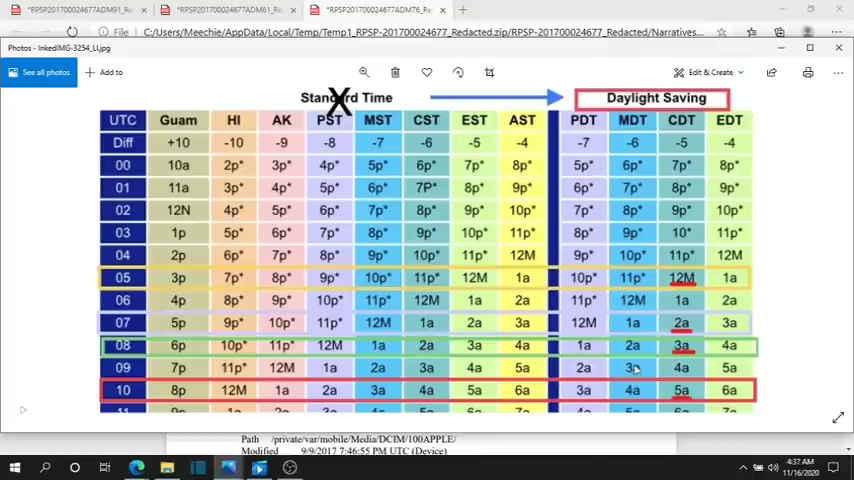 *RPSP201700024677ADM91_Re
*RPSP201700024677ADM61_Re
*RPSP201700024677ADM76_Re
C:/Users/Meechie/AppData/Local/Temp/Temp1_RPSP-201700024677_Redacted.zip/RPSP-201700024677_Redacted/Narratives...
Photos - InkedIMG-3254_LI.jpg
See all photos + Add to Edit & Create
Standard Time Daylight Saving
UTC Guam HI AK PST MST CST EST AST PDT MDT CDT EDT
Diff +10 -10 -9 -8 -7 -6 -5 -4 -7 -6 -5 -4
00 10a 2p* 3p* 4p* 5p* 6p* 7p* 8p* 5p* 6p* 7p* 8p*
01 11a 3p* 4p* 5p* 6p* 7P* 8p* 9p* 6p* 7p* 8p* 9p*
02 12N 4p* 5p* 6p* 7p* 8p* 9p* 10p* 7p* 8p* 9p* 10p*
03 1p 5p* 6p* 7p* 8p* 9p* 10p* 11p* 8p* 9p* 10* 11p*
04 2p 6p* 7p* 8p* 9p* 10p* 11p* 12M 9p* 10p* 11p* 12M
05 3p 7p* 8p* 9p* 10p* 11p* 12M 1a 10p* 11p* 12M 1a
06 4p 8p* 9p* 10p* 11p* 12M 1a 2a 11p* 12M 1a 2a
07 5p 9p* 10p* 11p* 12M 1a 2a 3a 12M 1a 2a 3a
08 6p 10p* 11p* 12M 1a 2a 3a 4a 1a 2a 3a 4a
09 7p 11p* 12M 1a 2a 3a 4a 5a 2a 3a 4a 5a
10 8p 12M 1a 2a 3a 4a 5a 6a 3a 4a 5a 6a
Path /private/var/mobile/Media/DCIM/100APPLE/
Modified 9/9/2017 7:46:55 PM UTC (Device)
4:37 AM
11/16/2020